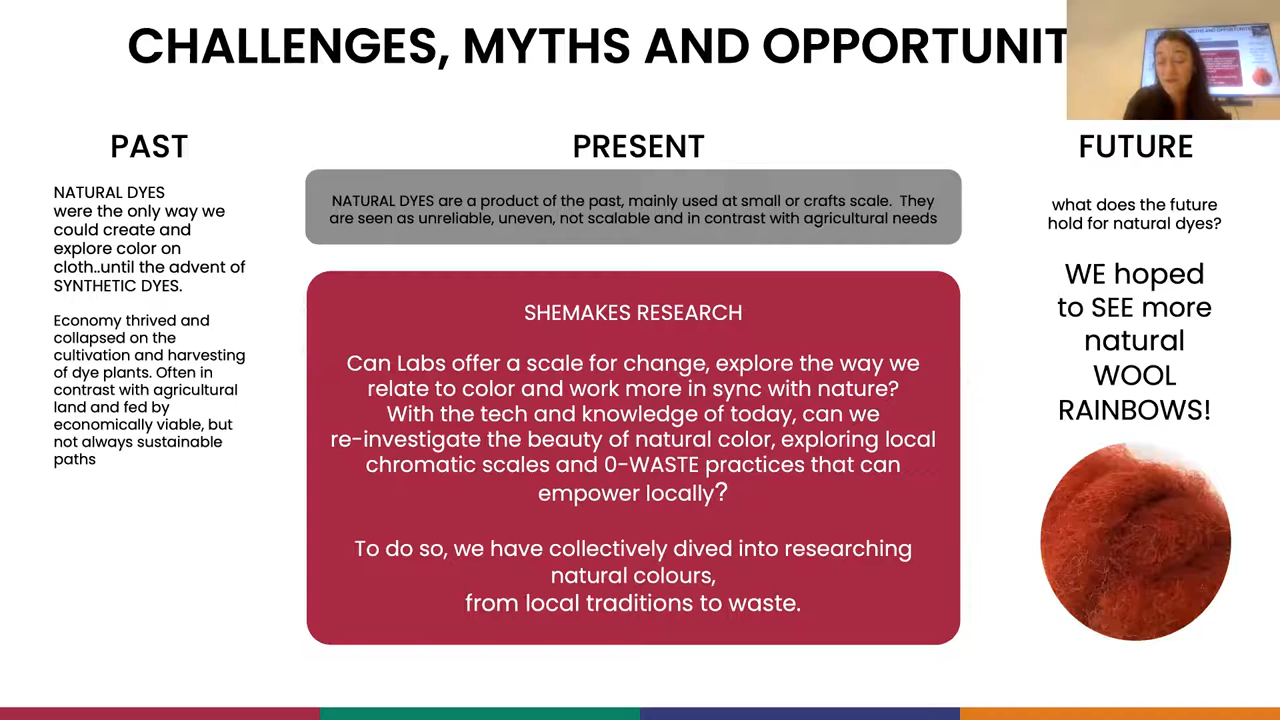 CHALLENGES, MYTHS AND OPPORTUNIT
PAST
NATURAL DYES
were the only way we
could create and
explore color on
cloth..until the advent of
SYNTHETIC DYES.
Economy thrived and
collapsed on the
cultivation and harvesting
of dye plants. Often in
contrast with agricultural
land and fed by
economically viable, but
not always sustainable
paths
PRESENT
NATURAL DYES are a product of the past, mainly used at small or crafts scale. They
are seen as unreliable, uneven, not scalable and in contrast with agricultural needs
SHEMAKES RESEARCH
Can Labs offer a scale for change, explore the way we
relate to color and work more in sync with nature?
With the tech and knowledge of today, can we
re-investigate the beauty of natural color, exploring local
chromatic scales and 0-WASTE practices that can
empower locally?
To do so, we have collectively dived into researching
natural colours,
from local traditions to waste.
FUTURE
what does the future
hold for natural dyes?
WE hoped
to SEE more
natural
WOOL
RAINBOWS!